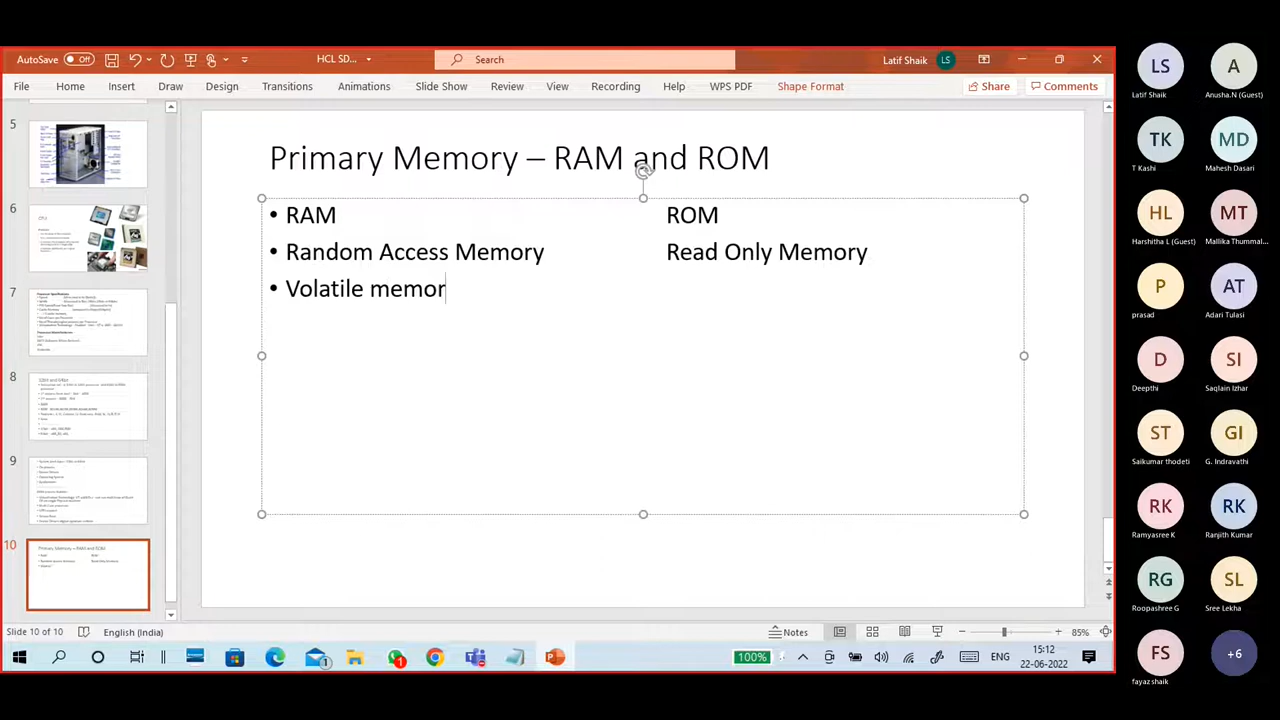 AutoSave Off
HCL SD...
Search
Latif Shaik LS
File Home Insert Draw Design Transitions Animations Slide Show Review View Recording Help WPS PDF Shape Format Share Comments
5
6
7
8
9
10
Primary Memory – RAM and ROM
• RAM ROM
• Random Access Memory Read Only Memory
• Volatile memor
Slide 10 of 10 English (India) Notes 85%
1 1 100% ENG 15:12
22-06-2022
LS A
Latif Shaik Anusha.N (Guest)
TK MD
T Kashi Mahesh Dasari
HL MT
Harshitha L (Guest) Mallika Thummal...
P AT
prasad Adari Tulasi
D SI
Deepthi Saqlain Izhar
ST GI
Saikumar thodeti G. Indravathi
RK RK
Ramyasree K Ranjith Kumar
RG SL
Roopashree G Sree Lekha
FS +6
fayaz shaik